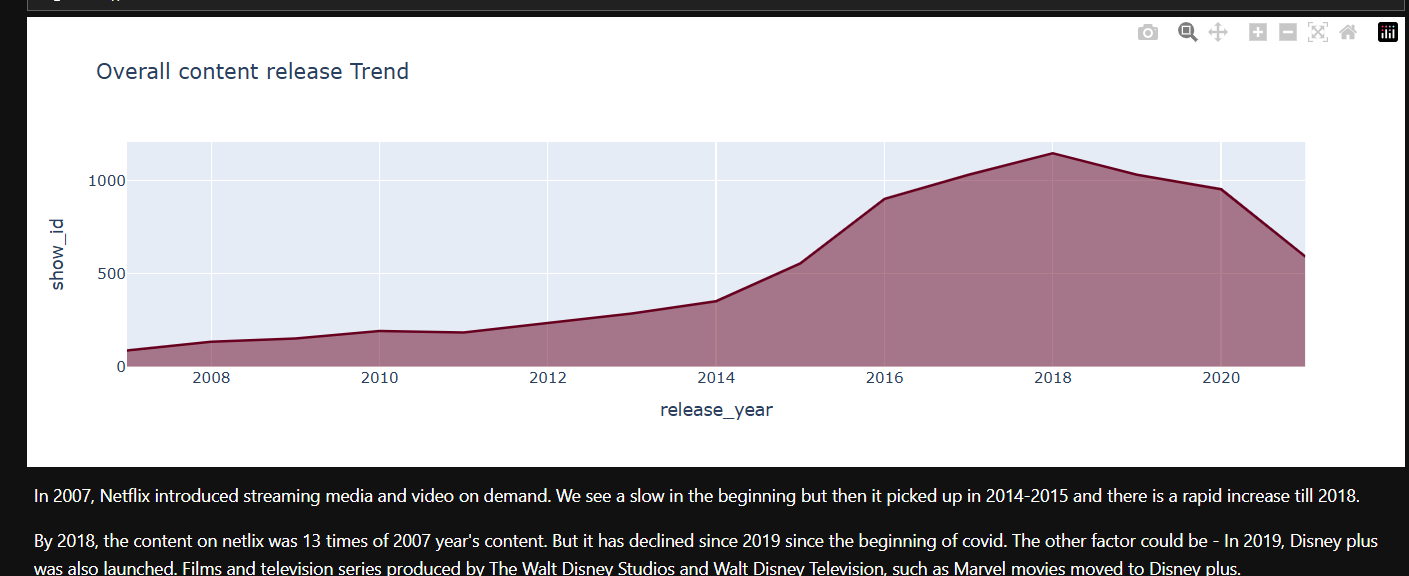 Overall content release Trend
1000
500
0
show_id
2008 2010 2012 2014 2016 2018 2020
release_year
In 2007, Netflix introduced streaming media and video on demand. We see a slow in the beginning but then it picked up in 2014-2015 and there is a rapid increase till 2018.
By 2018, the content on netlix was 13 times of 2007 year's content. But it has declined since 2019 since the beginning of covid. The other factor could be - In 2019, Disney plus
was also launched. Films and television series produced by The Walt Disney Studios and Walt Disney Television, such as Marvel movies moved to Disney plus.